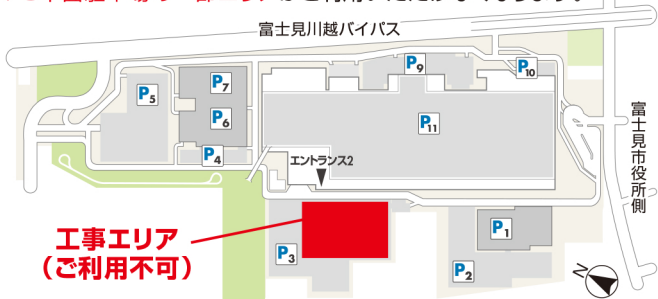 富士見川越バイパス
P9
P10
P7
P5
P6
P11
P4
エントランス2
富士見市役所側
工事エリア
(ご利用不可)
P3
P1
P2
N